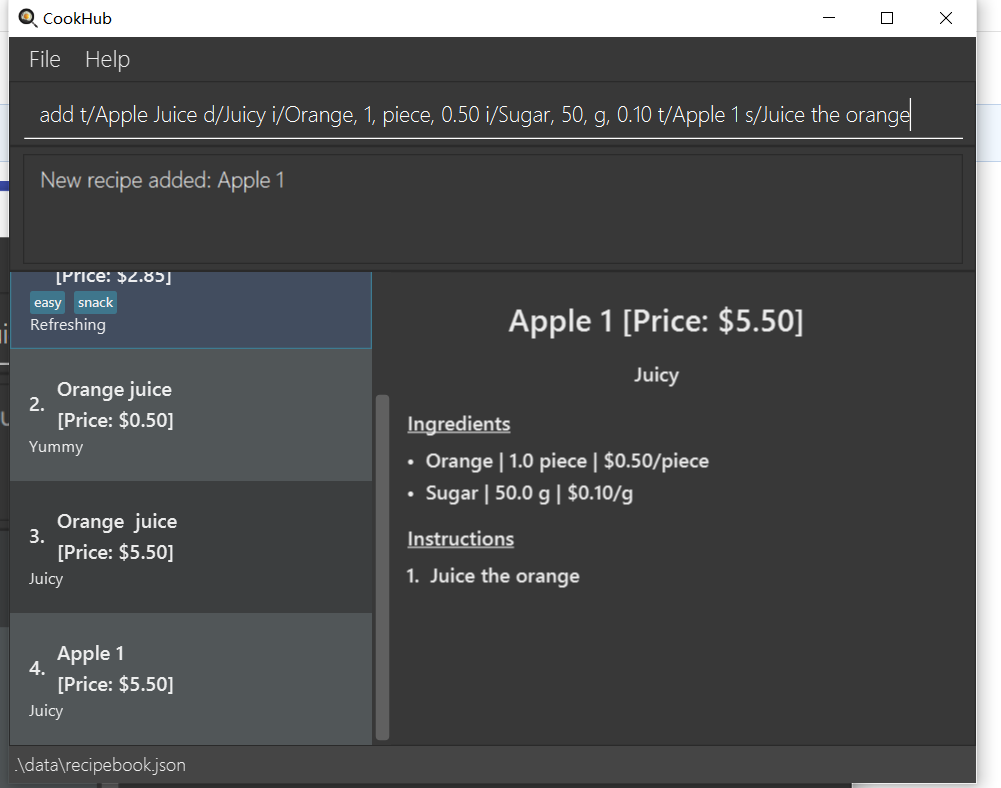 CookHub
File Help
add t/Apple Juice d/Juicy i/Orange, 1, piece, 0.50 i/Sugar, 50, g, 0.10 t/Apple 1 s/Juice the orange
New recipe added: Apple 1
[Price: $2.85]
easy snack
Refreshing
2. Orange juice
[Price: $0.50]
Yummy
3. Orange  juice
[Price: $5.50]
Juicy
4. Apple 1
[Price: $5.50]
Juicy
Apple 1 [Price: $5.50]
Juicy
Ingredients
• Orange | 1.0 piece | $0.50/piece
• Sugar | 50.0 g | $0.10/g
Instructions
1. Juice the orange
.\data\recipebook.json